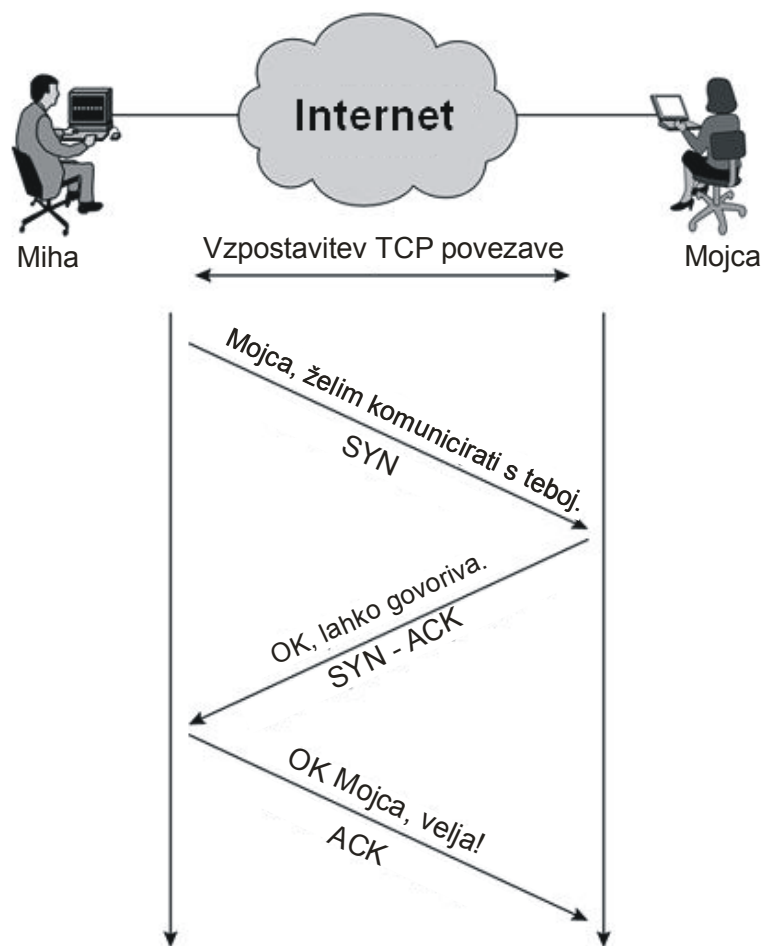 Internet
Miha
Vzpostavitev TCP povezave
Mojca
Mojca, želim komunicirati s teboj.
SYN
OK, lahko govoriva.
SYN - ACK
OK Mojca, velja!
ACK